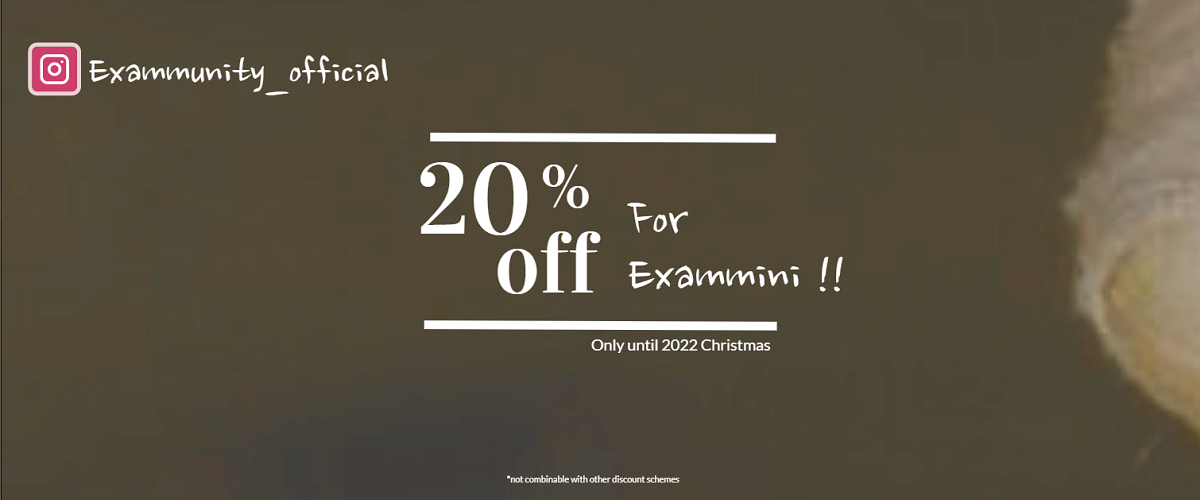 Exammunity_official
20%
off
For
Exammini !!
Only until 2022 Christmas
*not combinable with other discount schemes